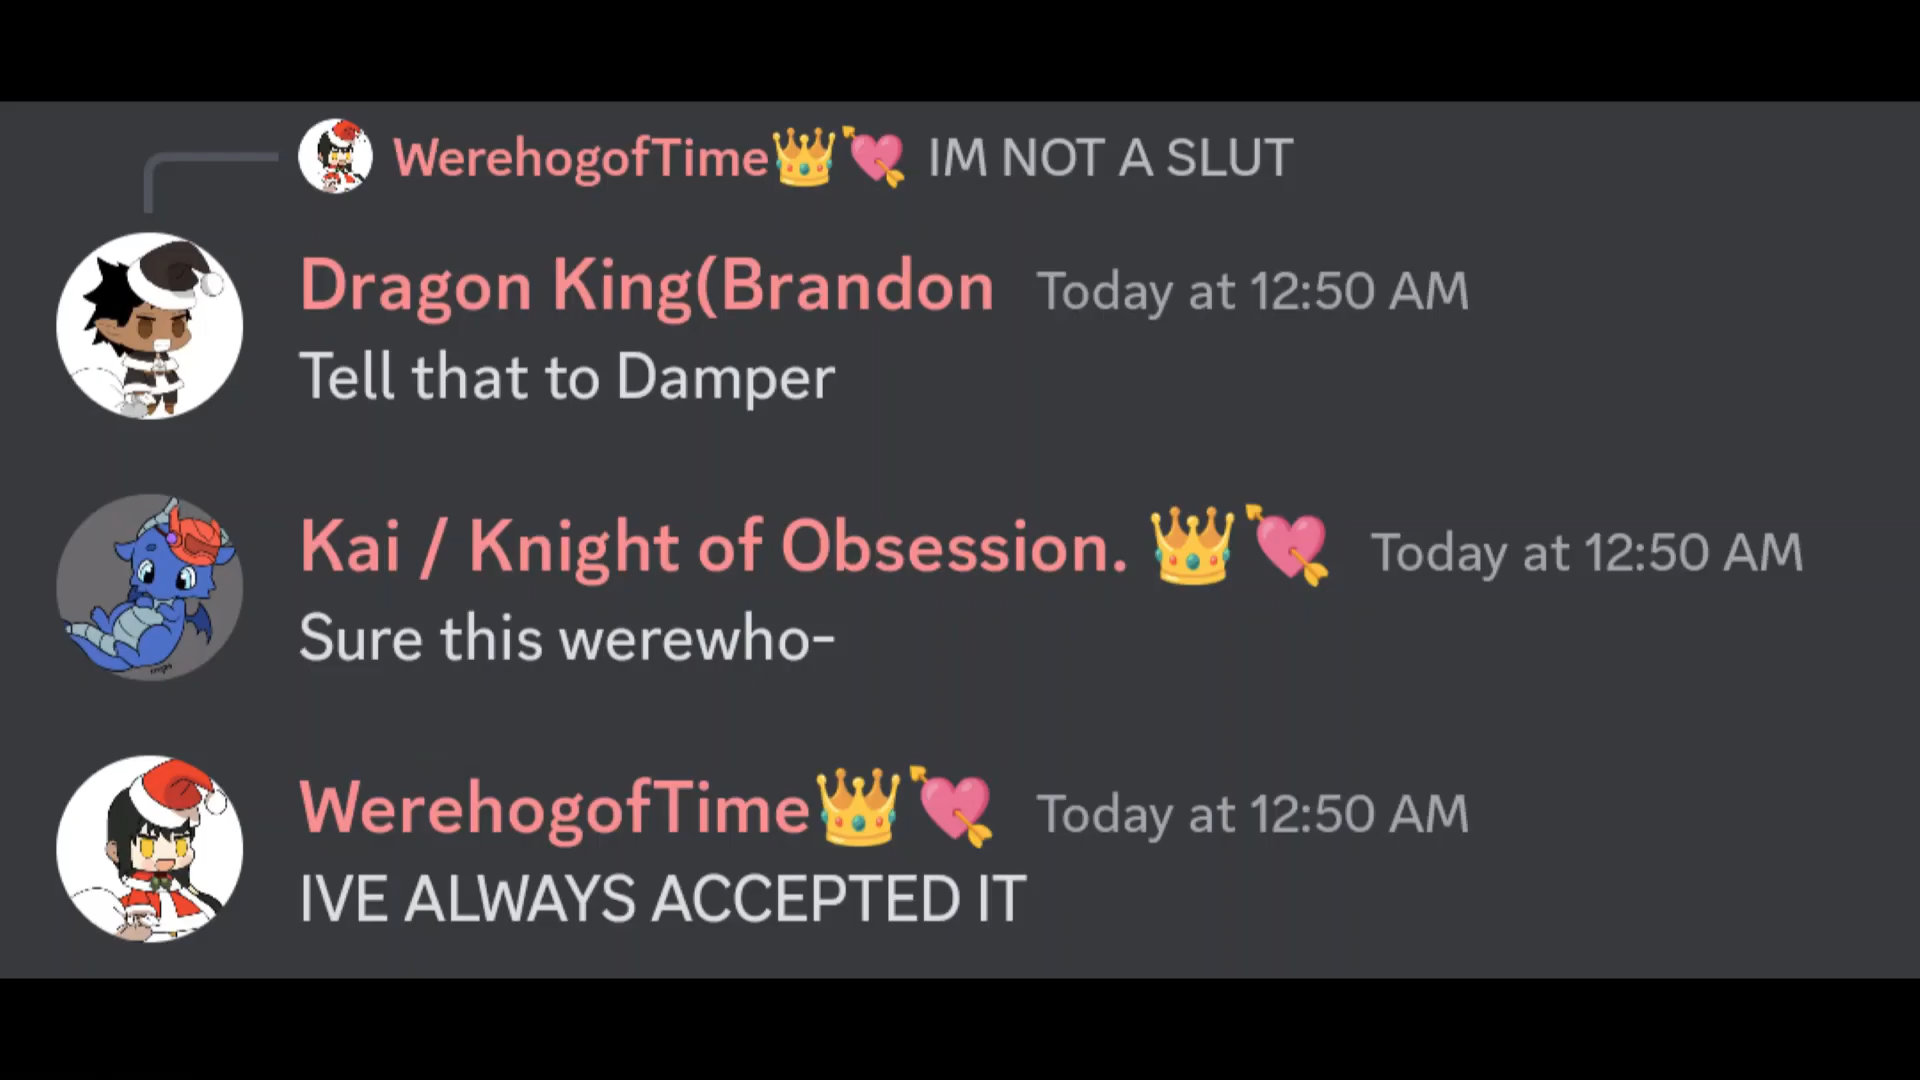 WerehogofTime👑💘 IM NOT A SLUT
Dragon King(Brandon Today at 12:50 AM
Tell that to Damper
Kai / Knight of Obsession. 👑💘 Today at 12:50 AM
Sure this werewho-
WerehogofTime👑💘 Today at 12:50 AM
IVE ALWAYS ACCEPTED IT